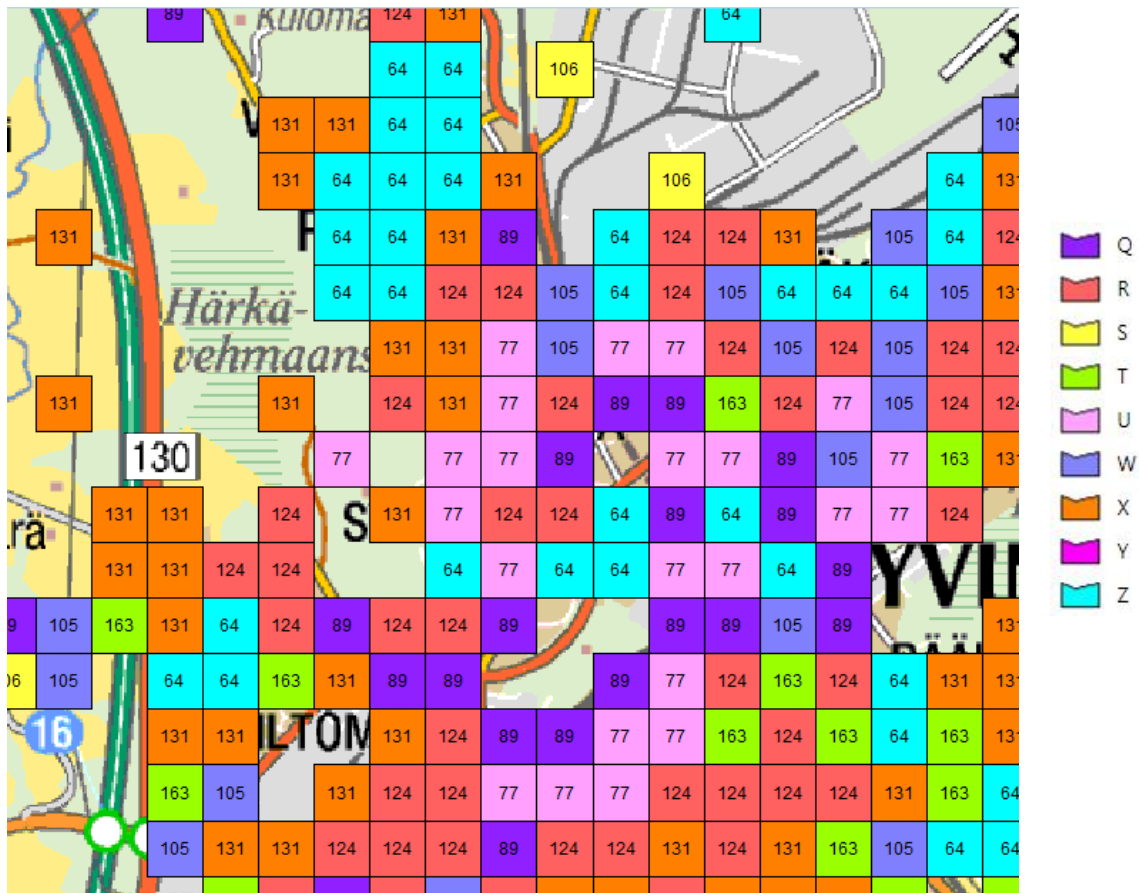 89 Kuloma 124 131 64
64 64 106
131 131 64 64 105
131 64 64 64 131 106 64 131
131 64 64 131 89 64 124 124 131 105 64 124
64 64 124 124 105 64 124 105 64 64 64 105 131
Härkä-
vehmaans
131 131 77 105 77 77 124 105 124 105 124 124
131 131 124 131 77 124 89 89 163 124 77 105 124 124
130 77 77 77 89 77 77 89 105 77 163 131
131 131 124 S 131 77 124 124 64 89 64 89 77 77 124
rä
131 131 124 124 64 77 64 64 77 77 64 89 YVIN
9 105 163 131 64 124 89 124 124 89 89 89 105 89 131
06 105 64 64 163 131 89 89 89 77 124 163 124 64 131 131
16 131 131 ILTOM 131 124 89 89 77 77 163 124 163 64 163 131
163 105 131 124 124 77 77 77 124 124 124 124 131 163 64
105 131 131 124 124 124 89 124 124 131 124 131 163 105 64 64
Q
R
S
T
U
W
X
Y
Z